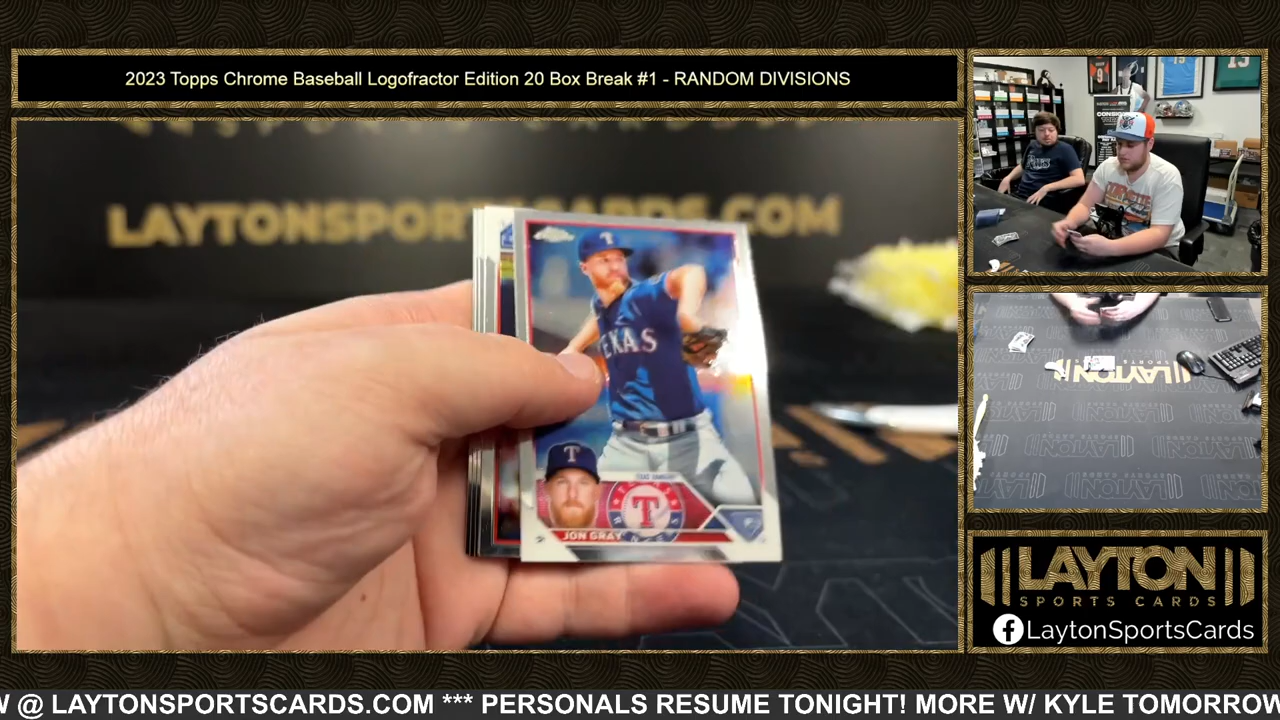 2023 Topps Chrome Baseball Logofractor Edition 20 Box Break #1 - RANDOM DIVISIONS
LAYTONSPORTSCARDS.COM
TEXAS
T
JON GRAY
LAYTON
LAYTON
SPORTS CARDS
LaytonSportsCards
W @ LAYTONSPORTSCARDS.COM *** PERSONALS RESUME TONIGHT! MORE W/ KYLE TOMORROW